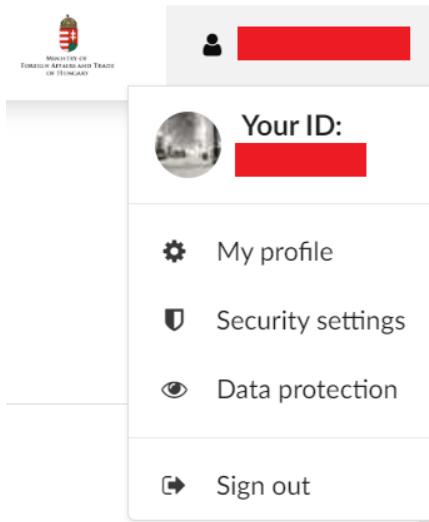 MINISTRY OF
FOREIGN AFFAIRS AND TRADE
OF HUNGARY
Your ID:
My profile
Security settings
Data protection
Sign out